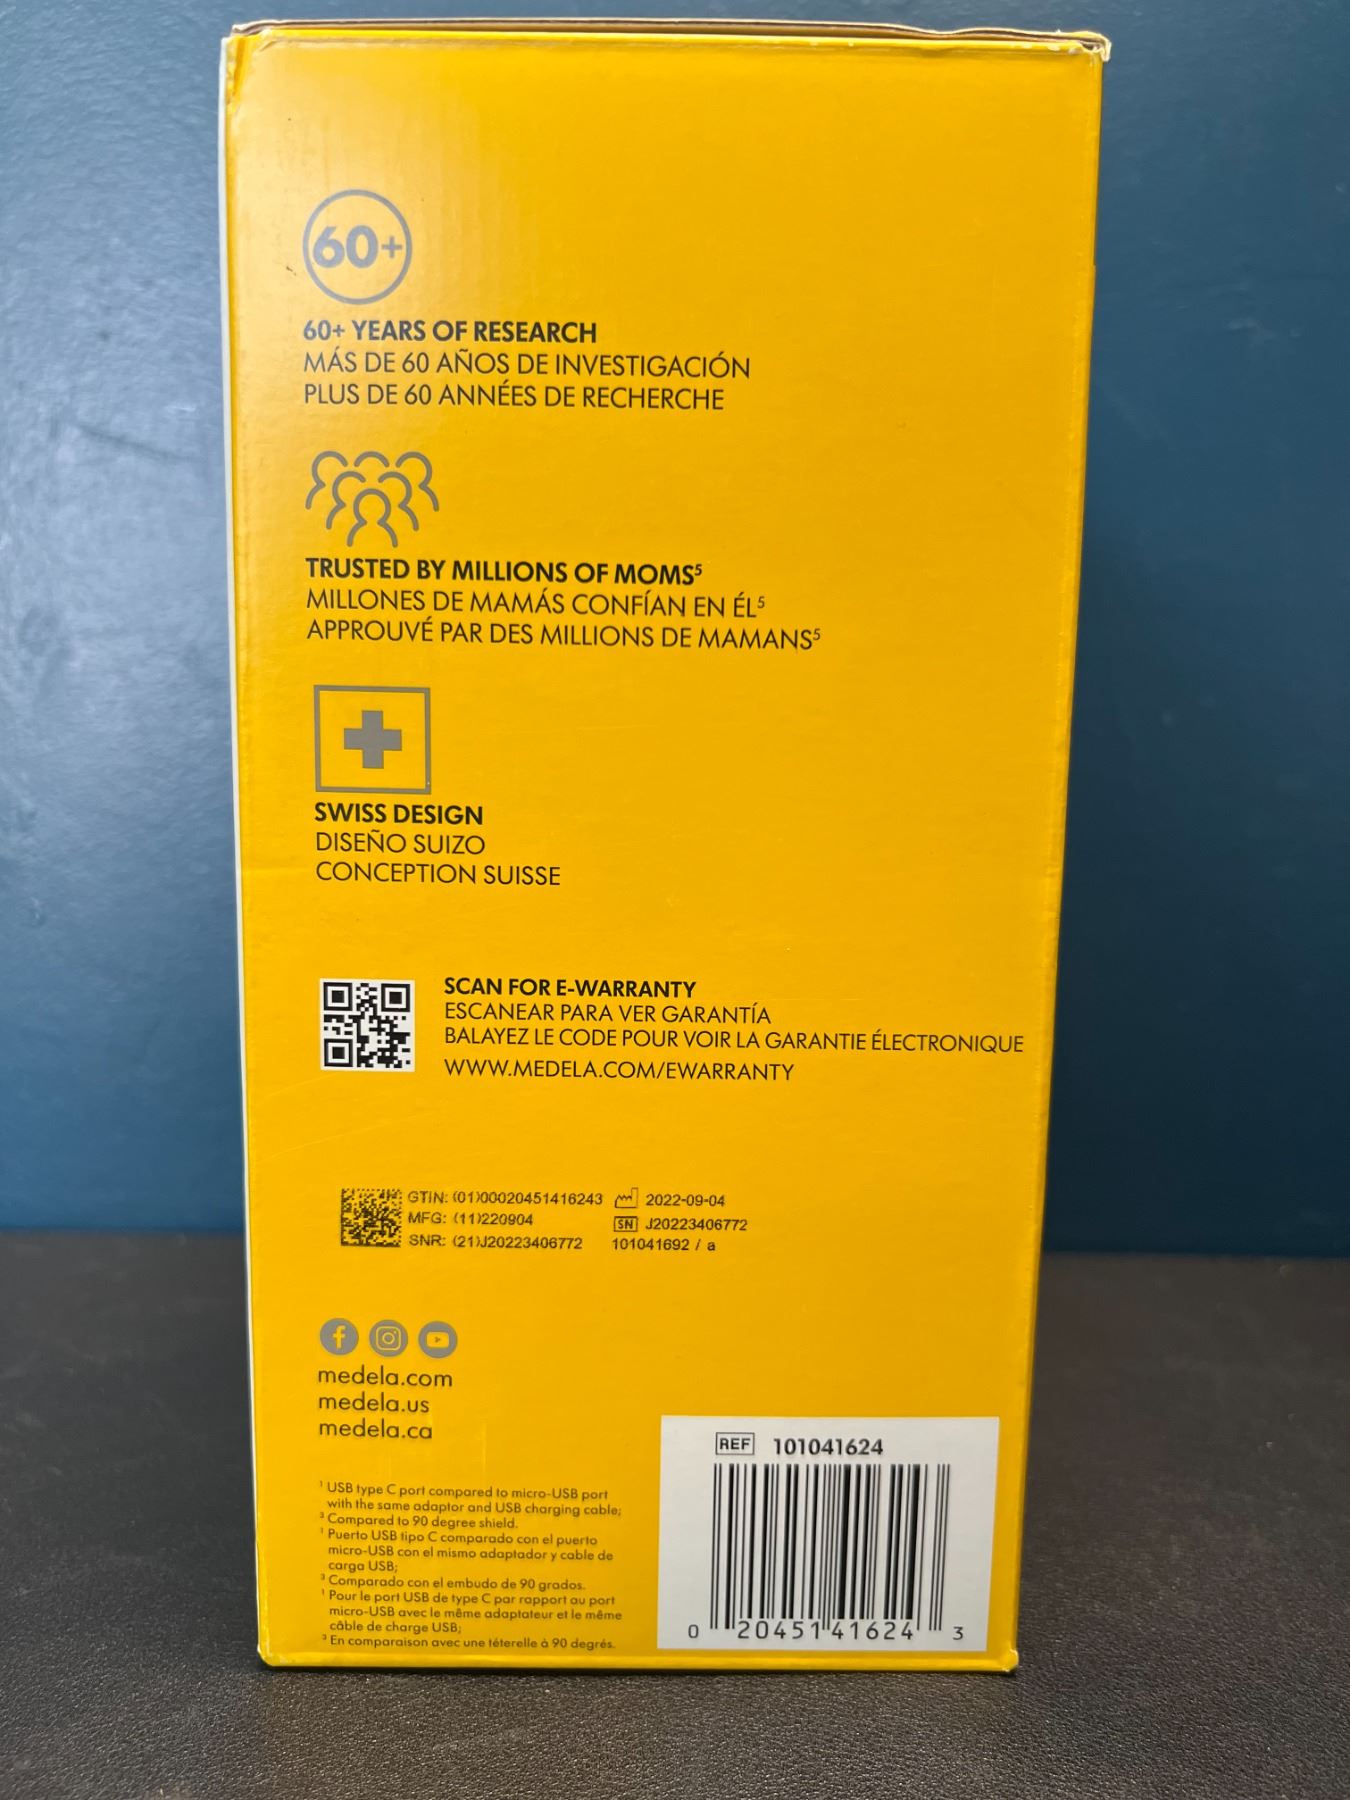 60+
60+ YEARS OF RESEARCH
MÁS DE 60 AÑOS DE INVESTIGACIÓN
PLUS DE 60 ANNÉES DE RECHERCHE
TRUSTED BY MILLIONS OF MOMS⁵
MILLONES DE MAMÁS CONFÍAN EN ÉL⁵
APPROUVÉ PAR DES MILLIONS DE MAMANS⁵
SWISS DESIGN
DISEÑO SUIZO
CONCEPTION SUISSE
SCAN FOR E-WARRANTY
ESCANEAR PARA VER GARANTÍA
BALAYEZ LE CODE POUR VOIR LA GARANTIE ÉLECTRONIQUE
WWW.MEDELA.COM/EWARRANTY
GTIN: (01)00020451416243 2022-09-04
MFG: (11)220904 SN J20223406772
SNR: (21)J20223406772 101041692 / a
medela.com
medela.us
medela.ca
¹ USB type C port compared to micro-USB port
with the same adaptor and USB charging cable;
³ Compared to 90 degree shield.
¹ Puerto USB tipo C comparado con el puerto
micro-USB con el mismo adaptador y cable de
carga USB;
³ Comparado con el embudo de 90 grados.
¹ Pour le port USB de type C par rapport au port
micro-USB avec le même adaptateur et le même
câble de charge USB;
³ En comparaison avec une téterelle à 90 degrés.
REF 101041624
0 20451 41624 3